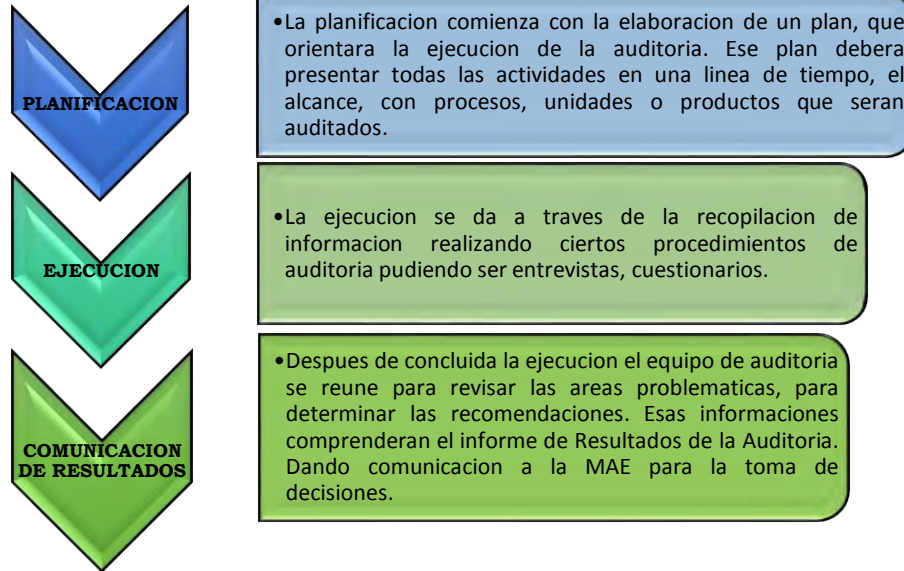 PLANIFICACION
•La planificacion comienza con la elaboracion de un plan, que
orientara la ejecucion de la auditoria. Ese plan debera
presentar todas las actividades en una linea de tiempo, el
alcance, con procesos, unidades o productos que seran
auditados.
EJECUCION
•La ejecucion se da a traves de la recopilacion de
informacion realizando ciertos procedimientos de
auditoria pudiendo ser entrevistas, cuestionarios.
COMUNICACION
DE RESULTADOS
•Despues de concluida la ejecucion el equipo de auditoria
se reune para revisar las areas problematicas, para
determinar las recomendaciones. Esas informaciones
comprenderan el informe de Resultados de la Auditoria.
Dando comunicacion a la MAE para la toma de
decisiones.